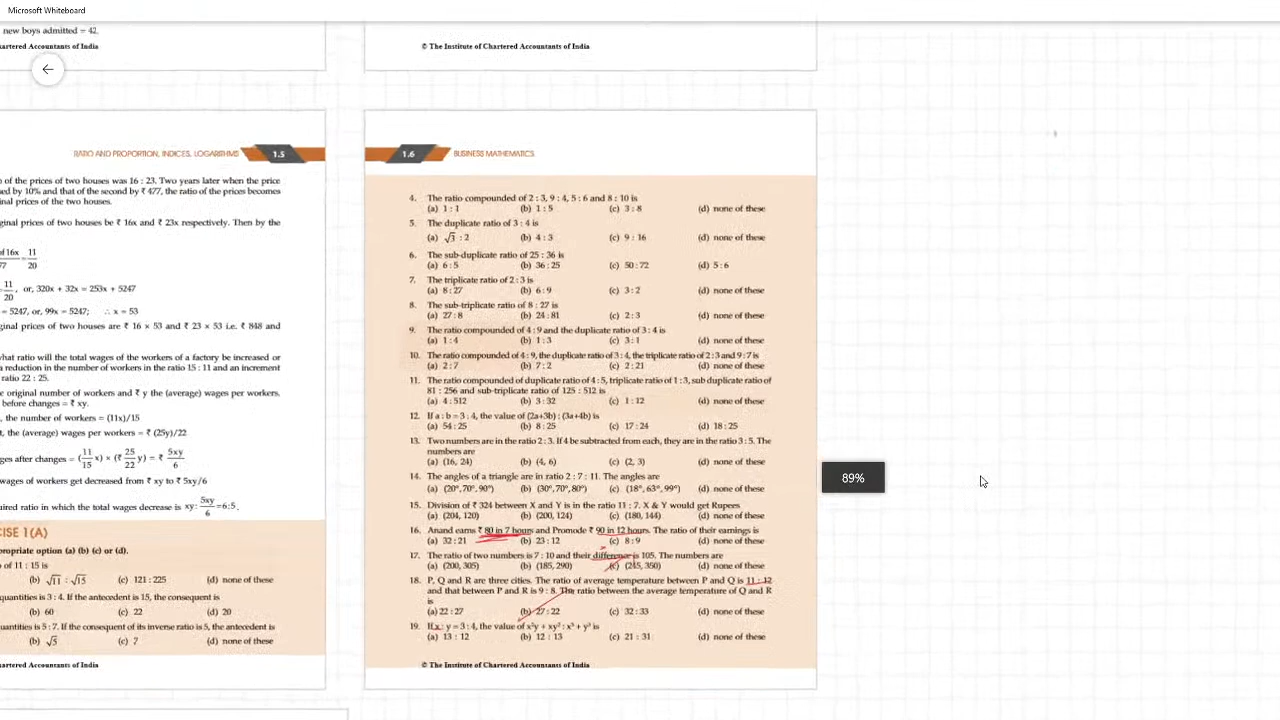 Microsoft Whiteboard
new boys admitted = 42.
artered Accountants of India
© The Institute of Chartered Accountants of India
RATIO AND PROPORTION, INDICES, LOGARITHMS 1.5
o of the prices of two houses was 16 : 23. Two years later when the price
sed by 10% and that of the second by ₹ 477, the ratio of the prices becomes
inal prices of the two houses.
ginal prices of two houses be ₹ 16x and ₹ 23x respectively. Then by the
of 16x 11
77 20
11
20 , or, 320x + 32x = 253x + 5247
= 5247, or, 99x = 5247; ∴ x = 53
ginal prices of two houses are ₹ 16 × 53 and ₹ 23 × 53 i.e. ₹ 848 and
what ratio will the total wages of the workers of a factory be increased or
a reduction in the number of workers in the ratio 15 : 11 and an increment
ratio 22 : 25.
e original number of workers and ₹ y the (average) wages per workers.
before changes = ₹ xy.
, the number of workers = (11x)/15
t, the (average) wages per workers = ₹ (25y)/22
ges after changes = (11/15 x) × (₹ 25/22 y) = ₹ 5xy/6
wages of workers get decreased from ₹ xy to ₹ 5xy/6
uired ratio in which the total wages decrease is xy: 5xy/6 =6:5.
CISE 1(A)
propriate option (a) (b) (c) or (d).
o of 11 : 15 is
(b) √11 : √15 (c) 121 : 225 (d) none of these
quantities is 3 : 4. If the antecedent is 15, the consequent is
(b) 60 (c) 22 (d) 20
uantities is 5 : 7. If the consequent of its inverse ratio is 5, the antecedent is
(b) √5 (c) 7 (d) none of these
artered Accountants of India
1.6 BUSINESS MATHEMATICS
4. The ratio compounded of 2 : 3, 9 : 4, 5 : 6 and 8 : 10 is
(a) 1 : 1 (b) 1 : 5 (c) 3 : 8 (d) none of these
5. The duplicate ratio of 3 : 4 is
(a) √3 : 2 (b) 4 : 3 (c) 9 : 16 (d) none of these
6. The sub-duplicate ratio of 25 : 36 is
(a) 6 : 5 (b) 36 : 25 (c) 50 : 72 (d) 5 : 6
7. The triplicate ratio of 2 : 3 is
(a) 8 : 27 (b) 6 : 9 (c) 3 : 2 (d) none of these
8. The sub-triplicate ratio of 8 : 27 is
(a) 27 : 8 (b) 24 : 81 (c) 2 : 3 (d) none of these
9. The ratio compounded of 4 : 9 and the duplicate ratio of 3 : 4 is
(a) 1 : 4 (b) 1 : 3 (c) 3 : 1 (d) none of these
10. The ratio compounded of 4 : 9, the duplicate ratio of 3 : 4, the triplicate ratio of 2 : 3 and 9 : 7 is
(a) 2 : 7 (b) 7 : 2 (c) 2 : 21 (d) none of these
11. The ratio compounded of duplicate ratio of 4 : 5, triplicate ratio of 1 : 3, sub duplicate ratio of
81 : 256 and sub-triplicate ratio of 125 : 512 is
(a) 4 : 512 (b) 3 : 32 (c) 1 : 12 (d) none of these
12. If a : b = 3 : 4, the value of (2a+3b) : (3a+4b) is
(a) 54 : 25 (b) 8 : 25 (c) 17 : 24 (d) 18 : 25
13. Two numbers are in the ratio 2 : 3. If 4 be subtracted from each, they are in the ratio 3 : 5. The
numbers are
(a) (16, 24) (b) (4, 6) (c) (2, 3) (d) none of these
14. The angles of a triangle are in ratio 2 : 7 : 11. The angles are
(a) (20°, 70°, 90°) (b) (30°, 70°, 80°) (c) (18°, 63°, 99°) (d) none of these
15. Division of ₹ 324 between X and Y is in the ratio 11 : 7. X & Y would get Rupees
(a) (204, 120) (b) (200, 124) (c) (180, 144) (d) none of these
16. Anand earns ₹ 80 in 7 hours and Promode ₹ 90 in 12 hours. The ratio of their earnings is
(a) 32 : 21 (b) 23 : 12 (c) 8 : 9 (d) none of these
17. The ratio of two numbers is 7 : 10 and their difference is 105. The numbers are
(a) (200, 305) (b) (185, 290) (c) (245, 350) (d) none of these
18. P, Q and R are three cities. The ratio of average temperature between P and Q is 11 : 12
and that between P and R is 9 : 8. The ratio between the average temperature of Q and R
is
(a) 22 : 27 (b) 27 : 22 (c) 32 : 33 (d) none of these
19. If x : y = 3 : 4, the value of x²y + xy² : x³ + y³ is
(a) 13 : 12 (b) 12 : 13 (c) 21 : 31 (d) none of these
© The Institute of Chartered Accountants of India
89%